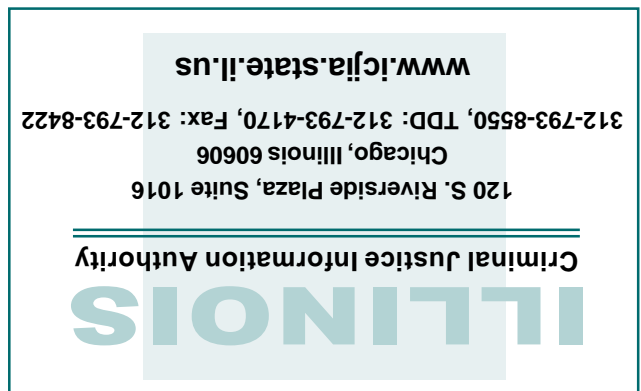 ILLINOIS
Criminal Justice Information Authority
120 S. Riverside Plaza, Suite 1016
Chicago, Illinois 60606
312-793-8550, TDD: 312-793-4170, Fax: 312-793-8422
www.icjia.state.il.us